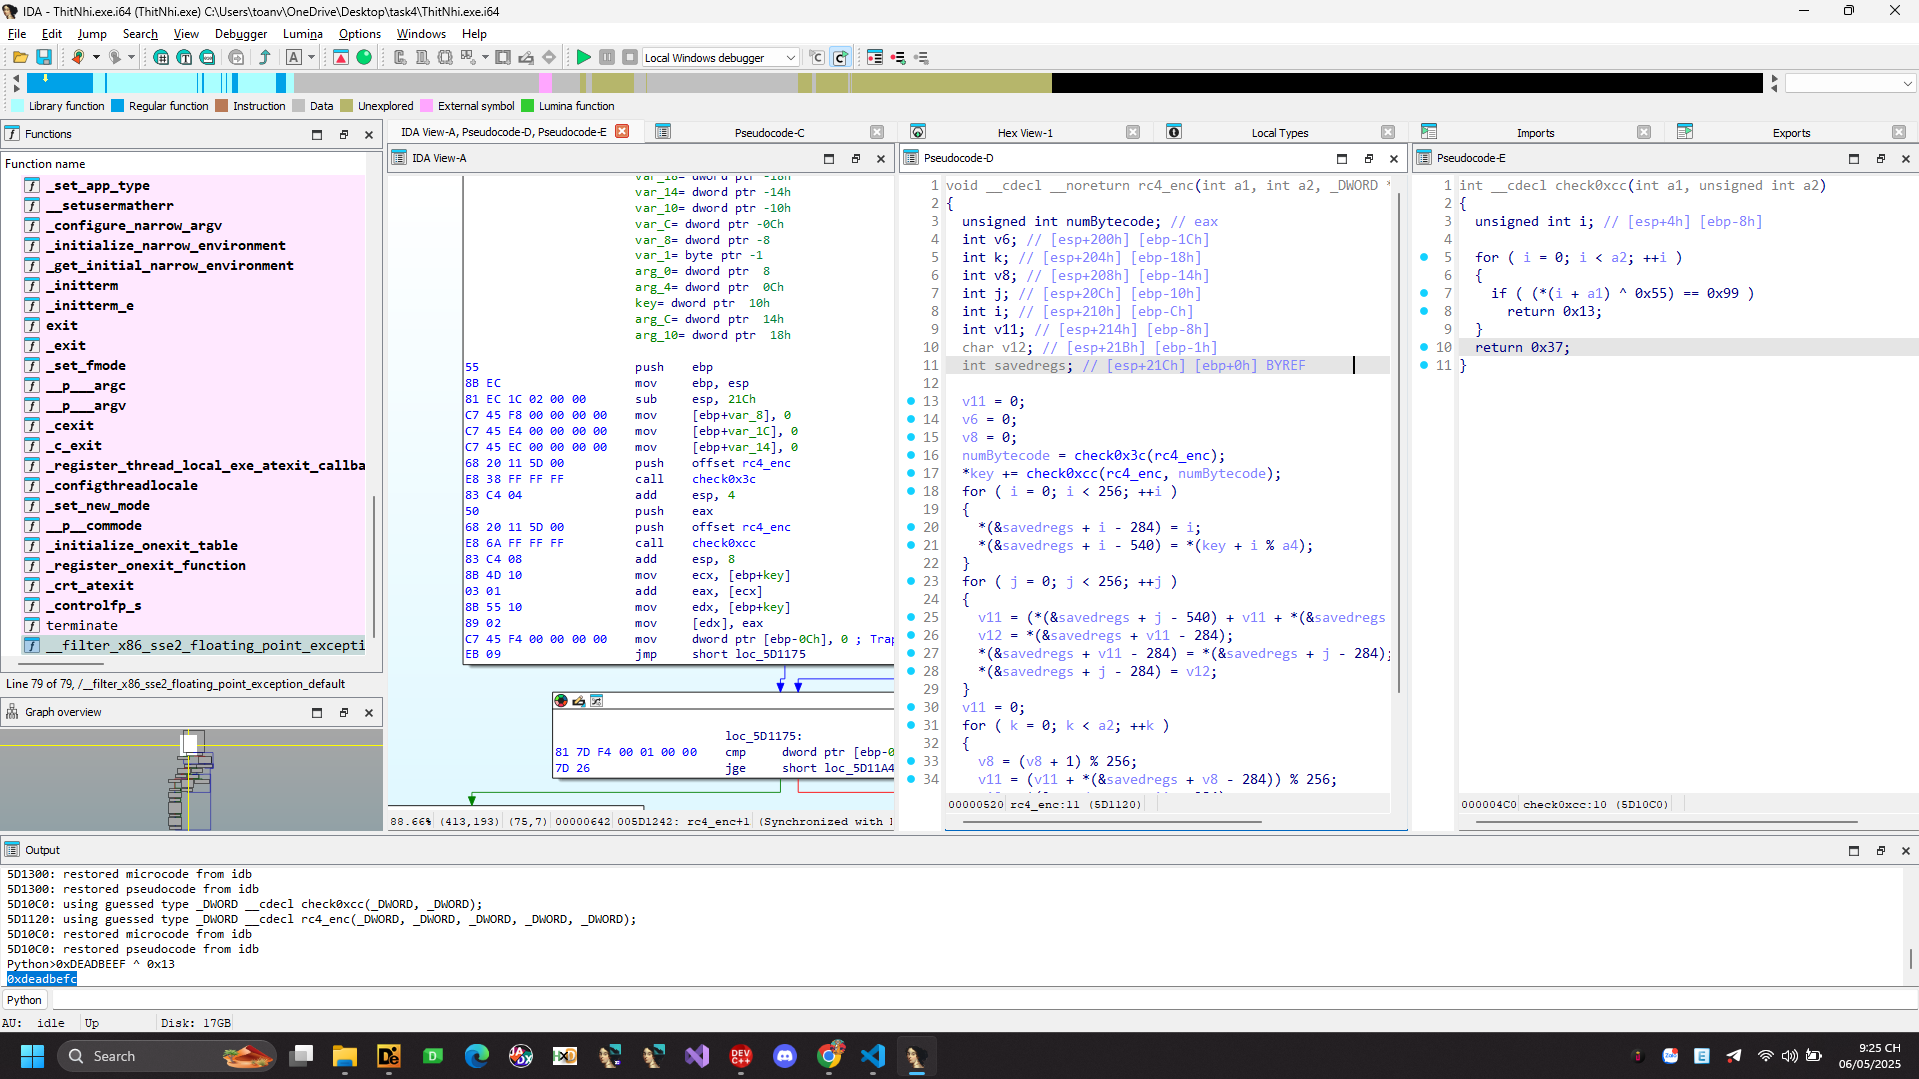 IDA - ThitNhi.exe.i64 (ThitNhi.exe) C:\Users\toanv\OneDrive\Desktop\task4\ThitNhi.exe.i64
File Edit Jump Search View Debugger Lumina Options Windows Help
Local Windows debugger
Library function Regular function Instruction Data Unexplored External symbol Lumina function
Functions
Function name
_set_app_type
__setusermatherr
_configure_narrow_argv
_initialize_narrow_environment
_get_initial_narrow_environment
_initterm
_initterm_e
exit
_exit
_set_fmode
__p___argc
__p___argv
_cexit
_c_exit
_register_thread_local_exe_atexit_callba
_configthreadlocale
_set_new_mode
__p__commode
_initialize_onexit_table
_register_onexit_function
_crt_atexit
_controlfp_s
terminate
__filter_x86_sse2_floating_point_excepti
Line 79 of 79, /__filter_x86_sse2_floating_point_exception_default
Graph overview
IDA View-A, Pseudocode-D, Pseudocode-E Pseudocode-C Hex View-1 Local Types Imports Exports
IDA View-A
var_18= dword ptr -18h
var_14= dword ptr -14h
var_10= dword ptr -10h
var_C= dword ptr -0Ch
var_8= dword ptr -8
var_1= byte ptr -1
arg_0= dword ptr 8
arg_4= dword ptr 0Ch
key= dword ptr 10h
arg_C= dword ptr 14h
arg_10= dword ptr 18h
55 push ebp
8B EC mov ebp, esp
81 EC 1C 02 00 00 sub esp, 21Ch
C7 45 F8 00 00 00 00 mov [ebp+var_8], 0
C7 45 E4 00 00 00 00 mov [ebp+var_1C], 0
C7 45 EC 00 00 00 00 mov [ebp+var_14], 0
68 20 11 5D 00 push offset rc4_enc
E8 38 FF FF FF call check0x3c
83 C4 04 add esp, 4
50 push eax
68 20 11 5D 00 push offset rc4_enc
E8 6A FF FF FF call check0xcc
83 C4 08 add esp, 8
8B 4D 10 mov ecx, [ebp+key]
03 01 add eax, [ecx]
8B 55 10 mov edx, [ebp+key]
89 02 mov [edx], eax
C7 45 F4 00 00 00 00 mov dword ptr [ebp-0Ch], 0 ; Trap
EB 09 jmp short loc_5D1175
loc_5D1175:
81 7D F4 00 01 00 00 cmp dword ptr [ebp-0
7D 26 jge short loc_5D11A4
88.66% (413,193) (75,7) 00000642 005D1242: rc4_enc+1 (Synchronized with
Pseudocode-D
1 void __cdecl __noreturn rc4_enc(int a1, int a2, _DWORD *
2 {
3 unsigned int numBytecode; // eax
4 int v6; // [esp+200h] [ebp-1Ch]
5 int k; // [esp+204h] [ebp-18h]
6 int v8; // [esp+208h] [ebp-14h]
7 int j; // [esp+20Ch] [ebp-10h]
8 int i; // [esp+210h] [ebp-Ch]
9 int v11; // [esp+214h] [ebp-8h]
10 char v12; // [esp+21Bh] [ebp-1h]
11 int savedregs; // [esp+21Ch] [ebp+0h] BYREF
12
13 v11 = 0;
14 v6 = 0;
15 v8 = 0;
16 numBytecode = check0x3c(rc4_enc);
17 *key += check0xcc(rc4_enc, numBytecode);
18 for ( i = 0; i < 256; ++i )
19 {
20 *(&savedregs + i - 284) = i;
21 *(&savedregs + i - 540) = *(key + i % a4);
22 }
23 for ( j = 0; j < 256; ++j )
24 {
25 v11 = (*(&savedregs + j - 540) + v11 + *(&savedregs
26 v12 = *(&savedregs + v11 - 284);
27 *(&savedregs + v11 - 284) = *(&savedregs + j - 284);
28 *(&savedregs + j - 284) = v12;
29 }
30 v11 = 0;
31 for ( k = 0; k < a2; ++k )
32 {
33 v8 = (v8 + 1) % 256;
34 v11 = (v11 + *(&savedregs + v8 - 284)) % 256;
00000520 rc4_enc:11 (5D1120)
Pseudocode-E
1 int __cdecl check0xcc(int a1, unsigned int a2)
2 {
3 unsigned int i; // [esp+4h] [ebp-8h]
4
5 for ( i = 0; i < a2; ++i )
6 {
7 if ( (*(i + a1) ^ 0x55) == 0x99 )
8 return 0x13;
9 }
10 return 0x37;
11 }
000004C0 check0xcc:10 (5D10C0)
Output
5D1300: restored microcode from idb
5D1300: restored pseudocode from idb
5D10C0: using guessed type _DWORD __cdecl check0xcc(_DWORD, _DWORD);
5D1120: using guessed type _DWORD __cdecl rc4_enc(_DWORD, _DWORD, _DWORD, _DWORD, _DWORD);
5D10C0: restored microcode from idb
5D10C0: restored pseudocode from idb
Python>0xDEADBEEF ^ 0x13
0xdeadbefc
Python
AU: idle Up Disk: 17GB
Search
9:25 CH
06/05/2025